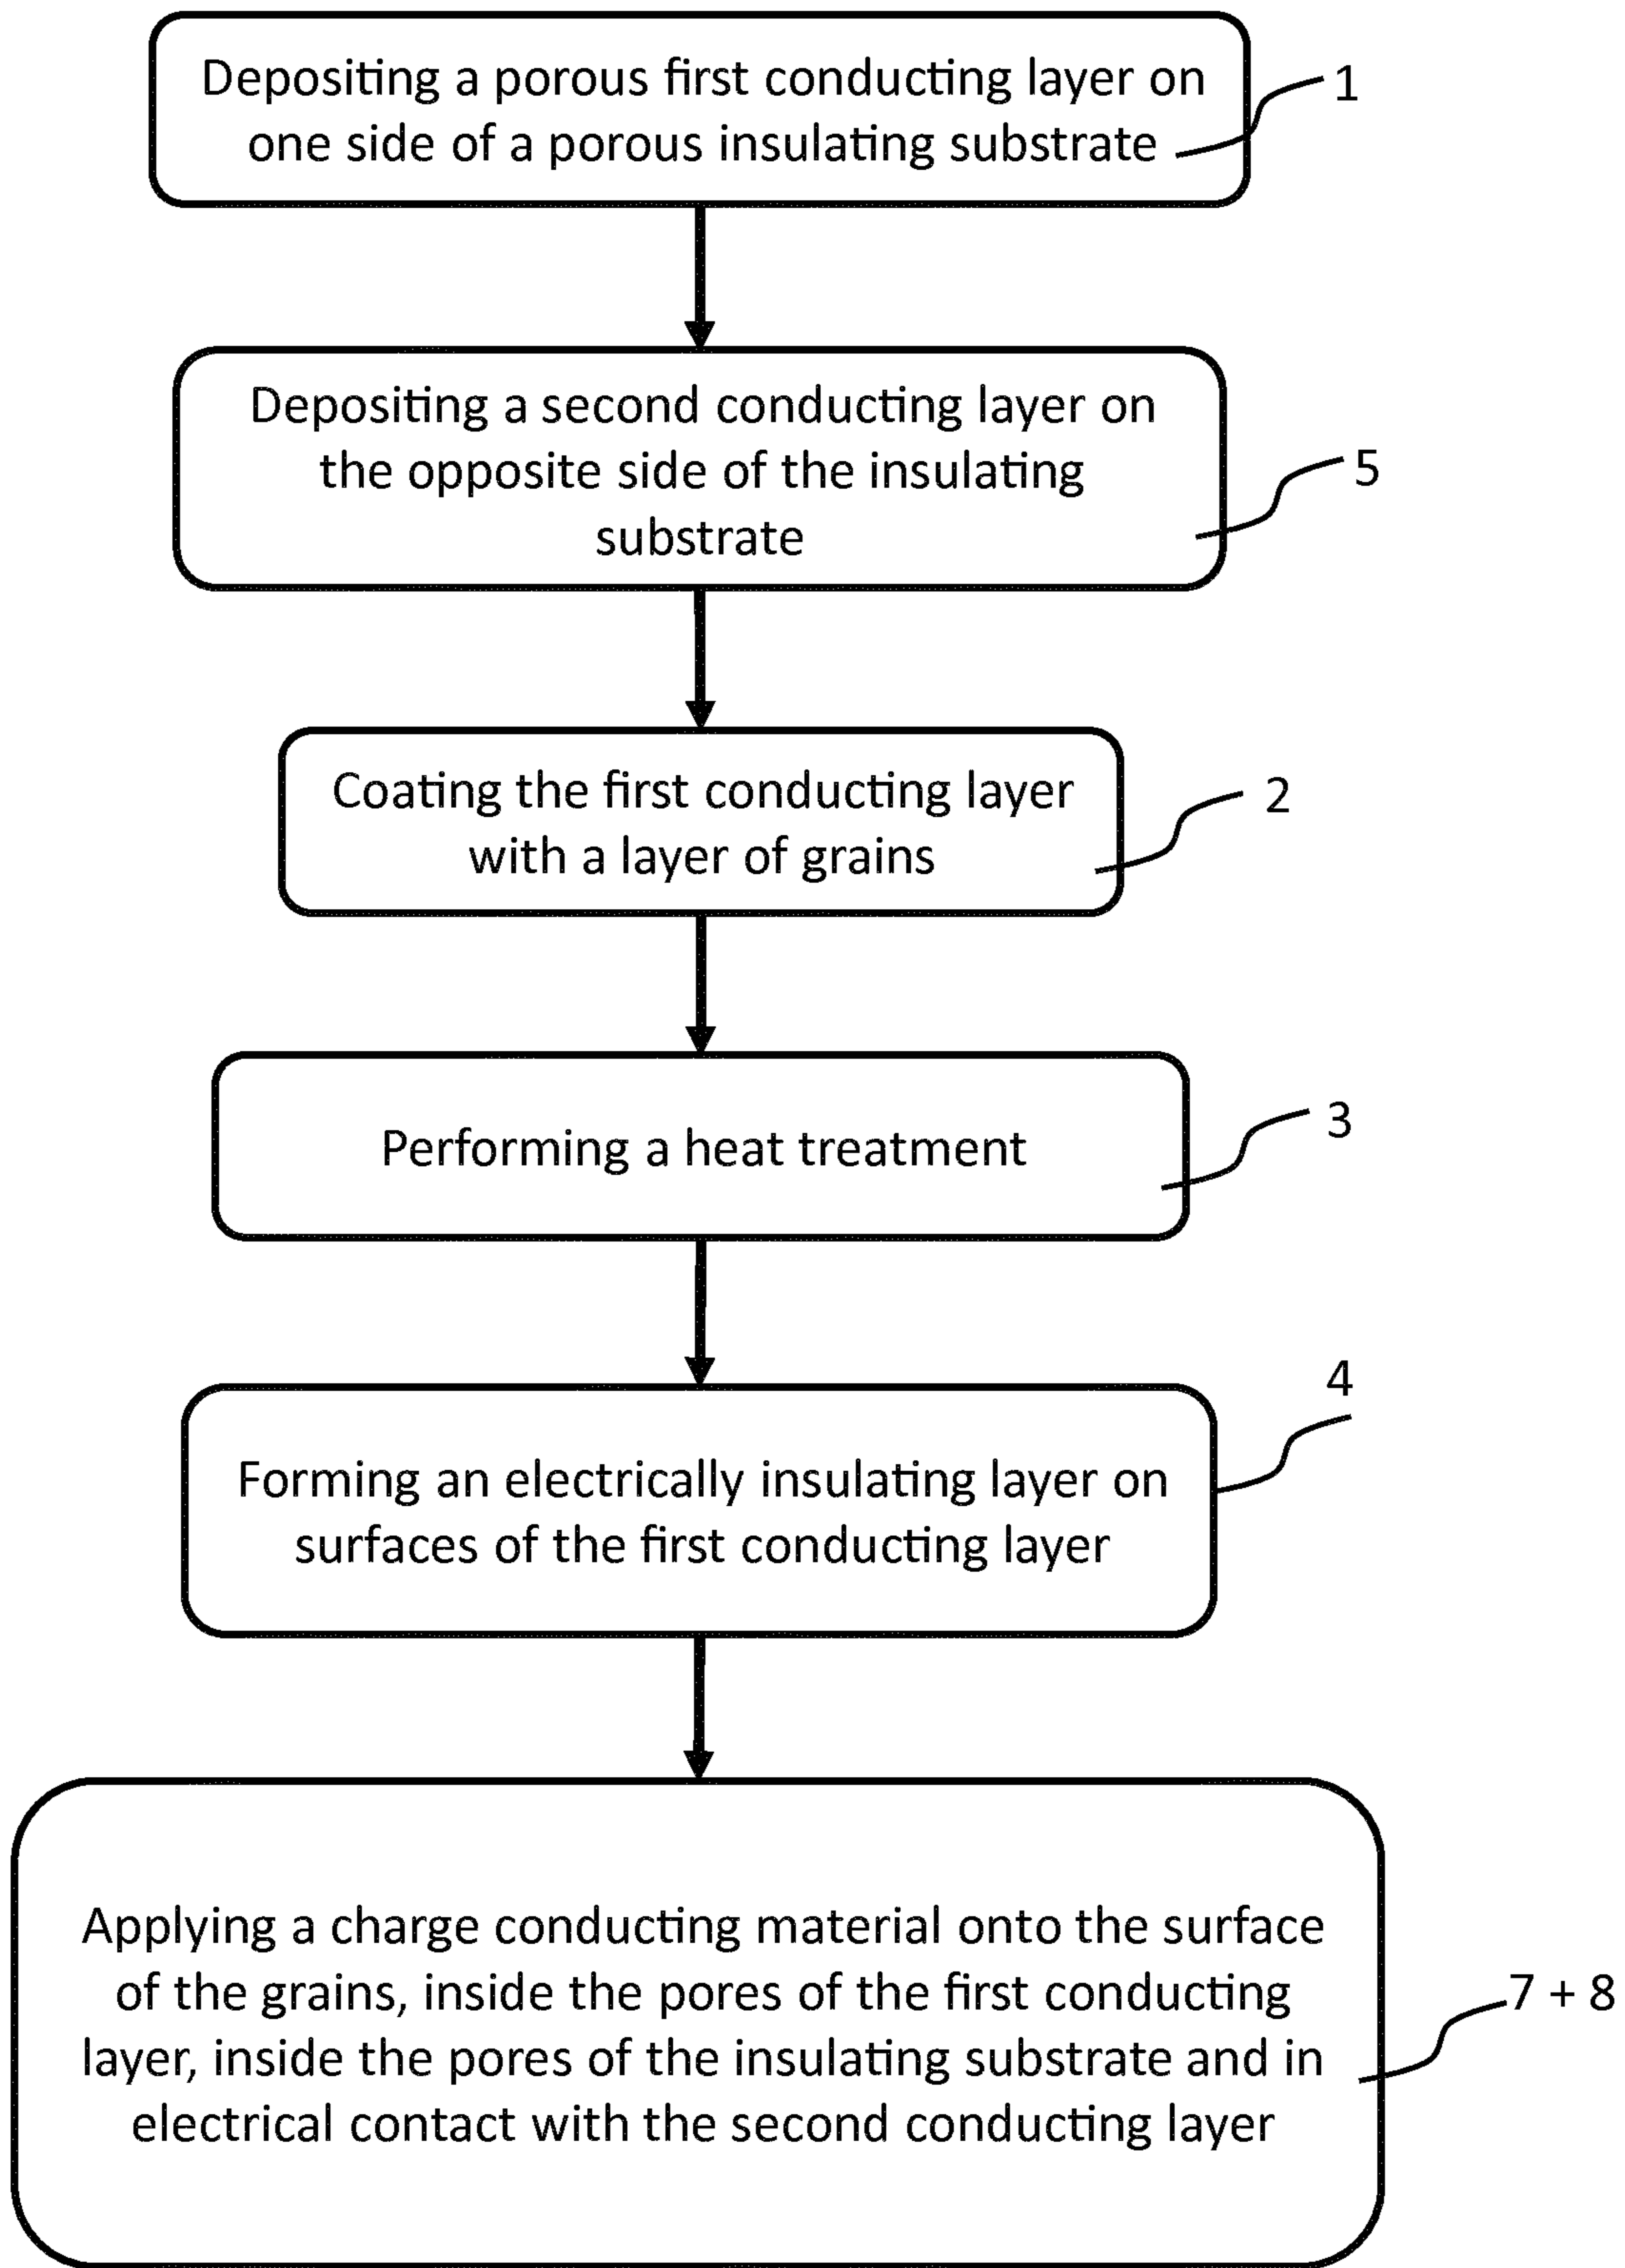 Depositing a porous first conducting layer on
one side of a porous insulating substrate
1
Depositing a second conducting layer on
the opposite side of the insulating
substrate
5
Coating the first conducting layer
with a layer of grains
2
Performing a heat treatment
3
Forming an electrically insulating layer on
surfaces of the first conducting layer
4
Applying a charge conducting material onto the surface
of the grains, inside the pores of the first conducting
layer, inside the pores of the insulating substrate and in
electrical contact with the second conducting layer
7 + 8